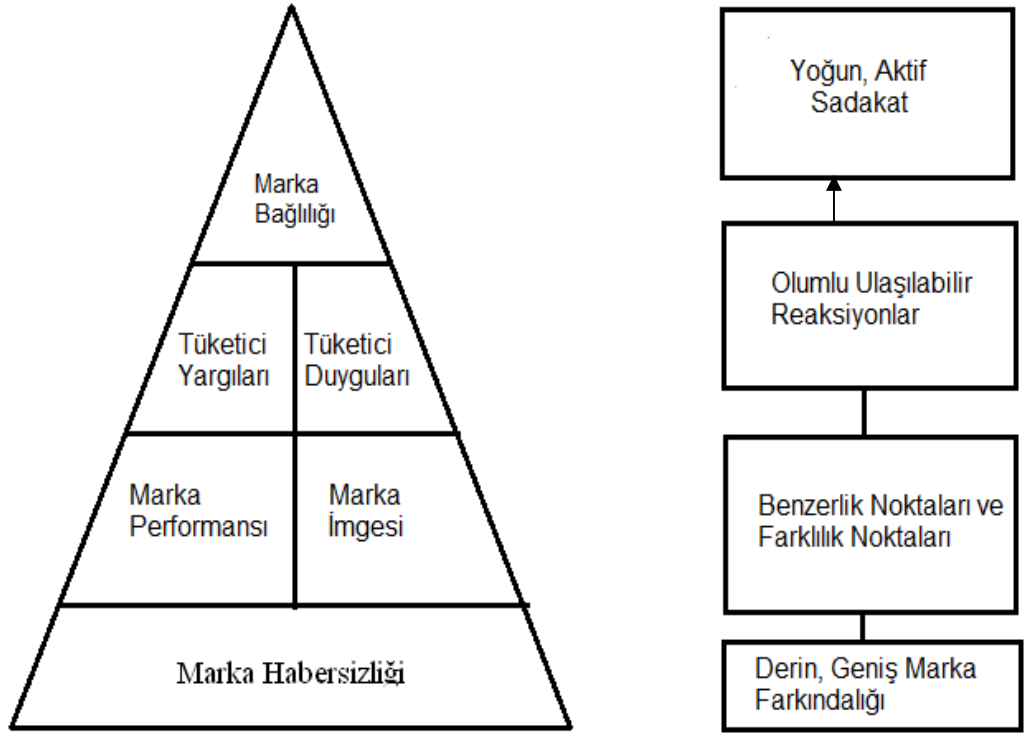 Marka
Bağlılığı
Tüketici
Yargıları
Tüketici
Duyguları
Marka
Performansı
Marka
İmgesi
Marka Habersizliği
Yoğun, Aktif
Sadakat
Olumlu Ulaşılabilir
Reaksiyonlar
Benzerlik Noktaları ve
Farklılık Noktaları
Derin, Geniş Marka
Farkındalığı